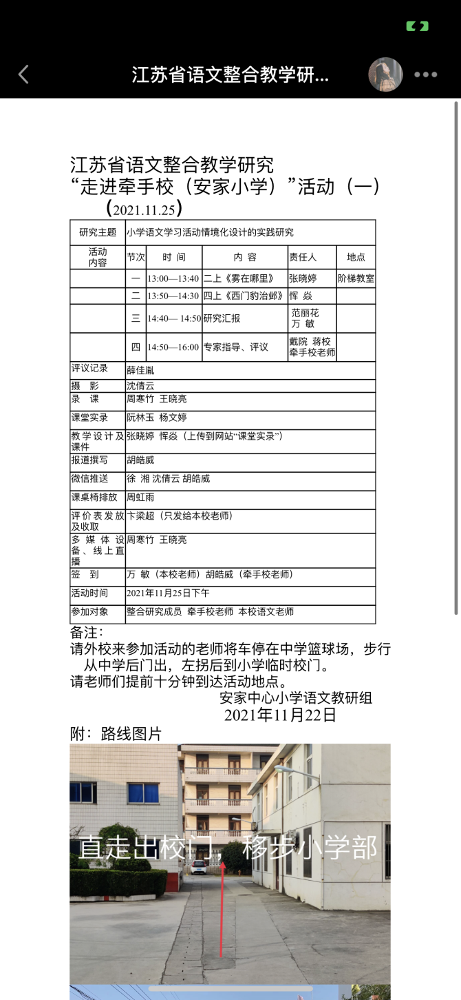 江苏省语文整合教学研...
江苏省语文整合教学研究
“走进牵手校（安家小学）”活动（一）
(2021.11.25)
研究主题 小学语文学习活动情境化设计的实践研究
活动 节次 时 间 内 容 责任人 地点
内容
一 13:00—13:40 二上《雾在哪里》 张晓婷 阶梯教室
二 13:50—14:30 四上《西门豹治邺》 恽 焱
三 14:40— 14:50 研究汇报 范丽花
万 敏
四 14:50—16:00 专家指导、评议 戴院 蒋校
牵手校老师
评议记录 薛佳胤
摄 影 沈倩云
录 课 周寒竹 王晓亮
课堂实录 阮林玉 杨文婷
教学设计及 张晓婷 恽焱（上传到网站“课堂实录”）
课件
报道撰写 胡皓威
微信推送 徐 湘 沈倩云 胡皓威
课桌椅排放 周虹雨
评价表发放 卞梁超（只发给本校老师）
及收取
多媒体设 周寒竹 王晓亮
备、线上直
播
签 到 万 敏（本校老师）胡皓威（牵手校老师）
活动时间 2021年11月25日下午
参加对象 整合研究成员 牵手校老师 本校语文老师
备注：
请外校来参加活动的老师将车停在中学篮球场，步行
从中学后门出，左拐后到小学临时校门。
请老师们提前十分钟到达活动地点。
安家中心小学语文教研组
2021年11月22日
附：路线图片
直走出校门，移步小学部